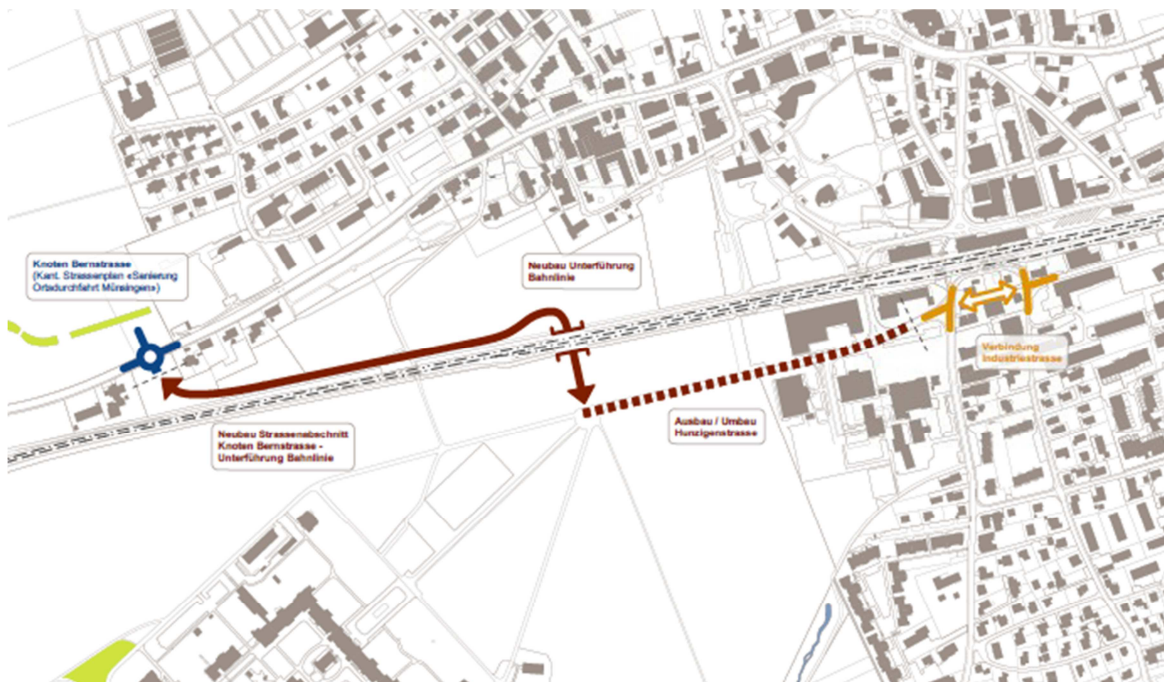 Knoten Bernstrasse
(Kant. Strassenplan «Sanierung
Ortsdurchfahrt Münsingen»)
Neubau Unterführung
Bahnlinie
Verbindung
Industriestrasse
Neubau Strassenabschnitt
Knoten Bernstrasse -
Unterführung Bahnlinie
Ausbau / Umbau
Hunzigenstrasse